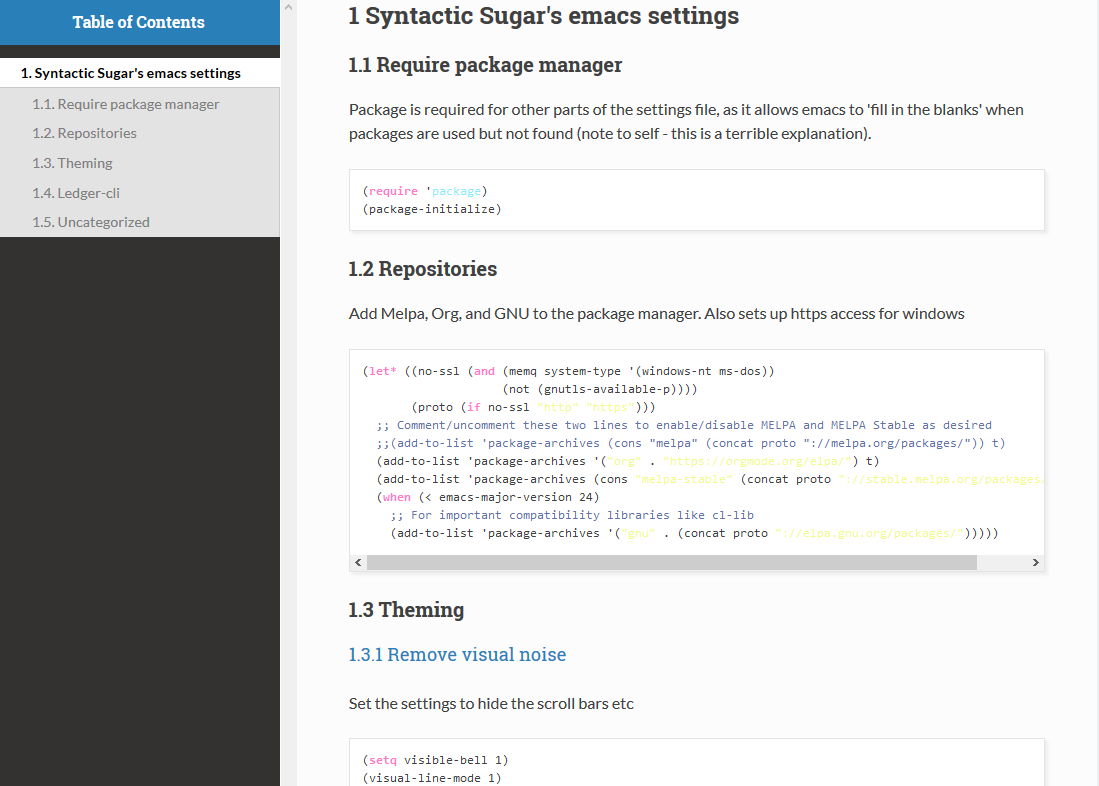 Table of Contents
1. Syntactic Sugar's emacs settings
1.1. Require package manager
1.2. Repositories
1.3. Theming
1.4. Ledger-cli
1.5. Uncategorized
1 Syntactic Sugar's emacs settings
1.1 Require package manager
Package is required for other parts of the settings file, as it allows emacs to 'fill in the blanks' when
packages are used but not found (note to self - this is a terrible explanation).
(require 'package)
(package-initialize)
1.2 Repositories
Add Melpa, Org, and GNU to the package manager. Also sets up https access for windows
(let* ((no-ssl (and (memq system-type '(windows-nt ms-dos))
(not (gnutls-available-p))))
(proto (if no-ssl "http" "https")))
;; Comment/uncomment these two lines to enable/disable MELPA and MELPA Stable as desired
;;(add-to-list 'package-archives (cons "melpa" (concat proto "://melpa.org/packages/")) t)
(add-to-list 'package-archives '("org" . "https://orgmode.org/elpa/") t)
(add-to-list 'package-archives (cons "melpa-stable" (concat proto "://stable.melpa.org/packages.
(when (< emacs-major-version 24)
;; For important compatibility libraries like cl-lib
(add-to-list 'package-archives '("gnu" . (concat proto "://elpa.gnu.org/packages/")))))
1.3 Theming
1.3.1 Remove visual noise
Set the settings to hide the scroll bars etc
(setq visible-bell 1)
(visual-line-mode 1)